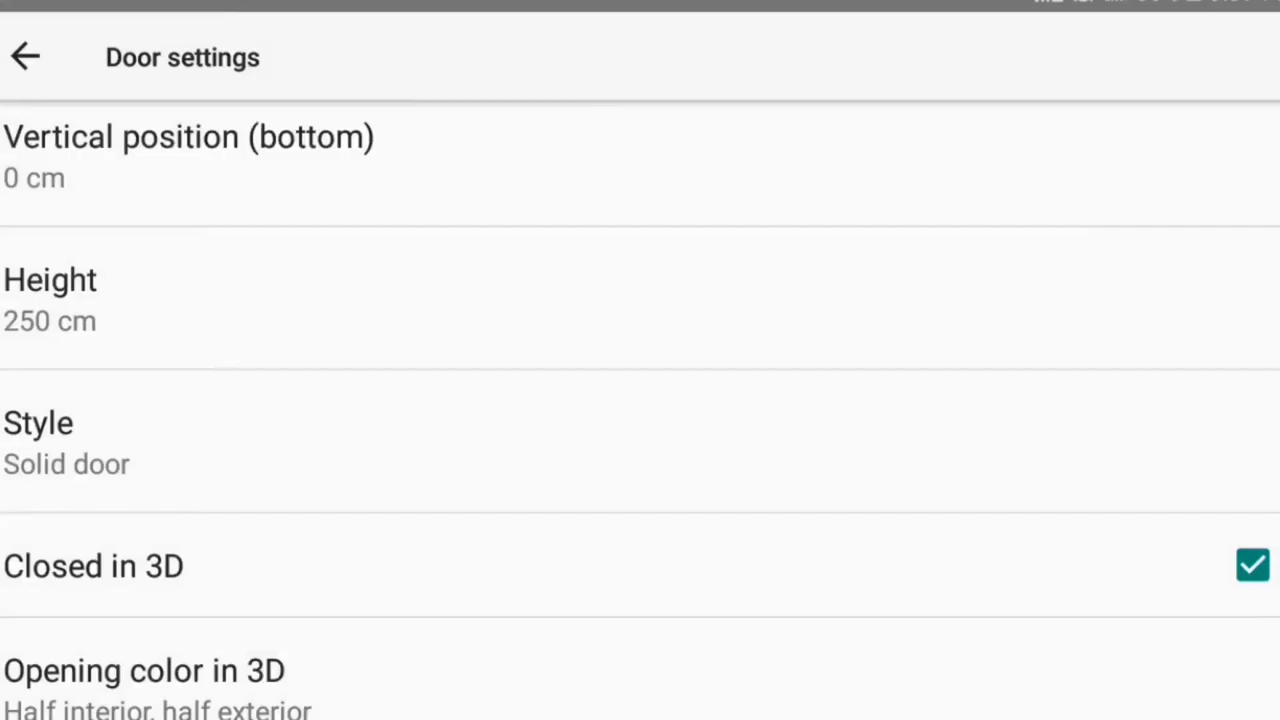 Door settings
Vertical position (bottom)
0 cm
Height
250 cm
Style
Solid door
Closed in 3D
Opening color in 3D
Half interior, half exterior